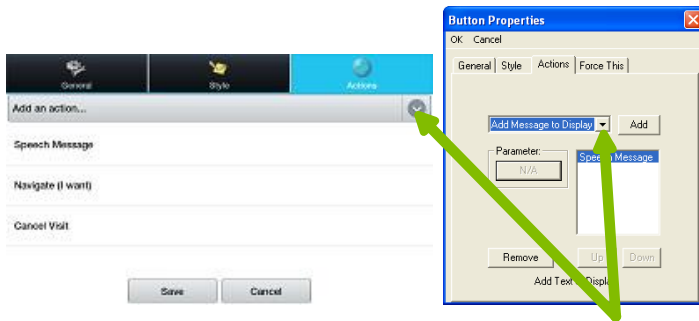 General
Style
Actions
Add an action...
Speech Message
Navigate (I want)
Cancel Visit
Save
Cancel
Button Properties
OK Cancel
General Style Actions Force This
Add Message to Display
Add
Parameter:
N/A
Speech Message
Remove
Up
Down
Add Text Displa